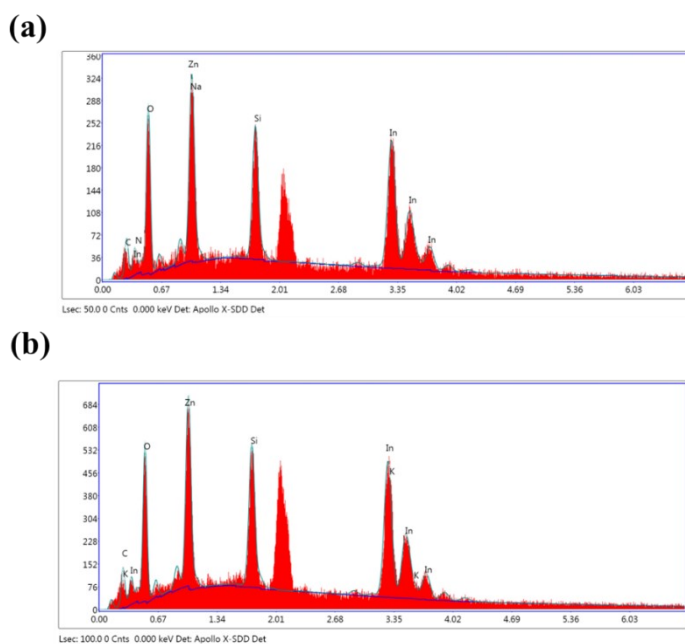 (a)
360
324
288
252
216
180
144
108
72
36
0
Zn
Na
O
Si
In
In
In
C
N
In
0.00 0.67 1.34 2.01 2.68 3.35 4.02 4.69 5.36 6.03
Lsec: 50.0 0 Cnts 0.000 keV Det: Apollo X-SDD Det
(b)
684
608
532
456
380
304
228
152
76
0
Zn
O
Si
In
K
In
K
In
C
K
In
0.00 0.67 1.34 2.01 2.68 3.35 4.02 4.69 5.36 6.03
Lsec: 100.0 0 Cnts 0.000 keV Det: Apollo X-SDD Det